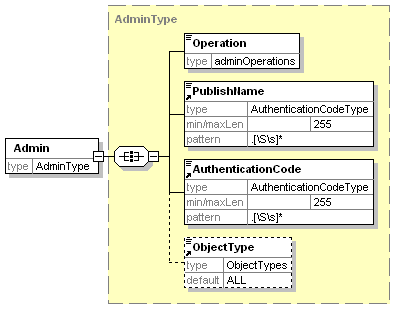 AdminType
Operation
type adminOperations
PublishName
type AuthenticationCodeType
min/maxLen 255
pattern .[\S\s]*
Admin
type AdminType
AuthenticationCode
type AuthenticationCodeType
min/maxLen 255
pattern .[\S\s]*
ObjectType
type ObjectTypes
default ALL